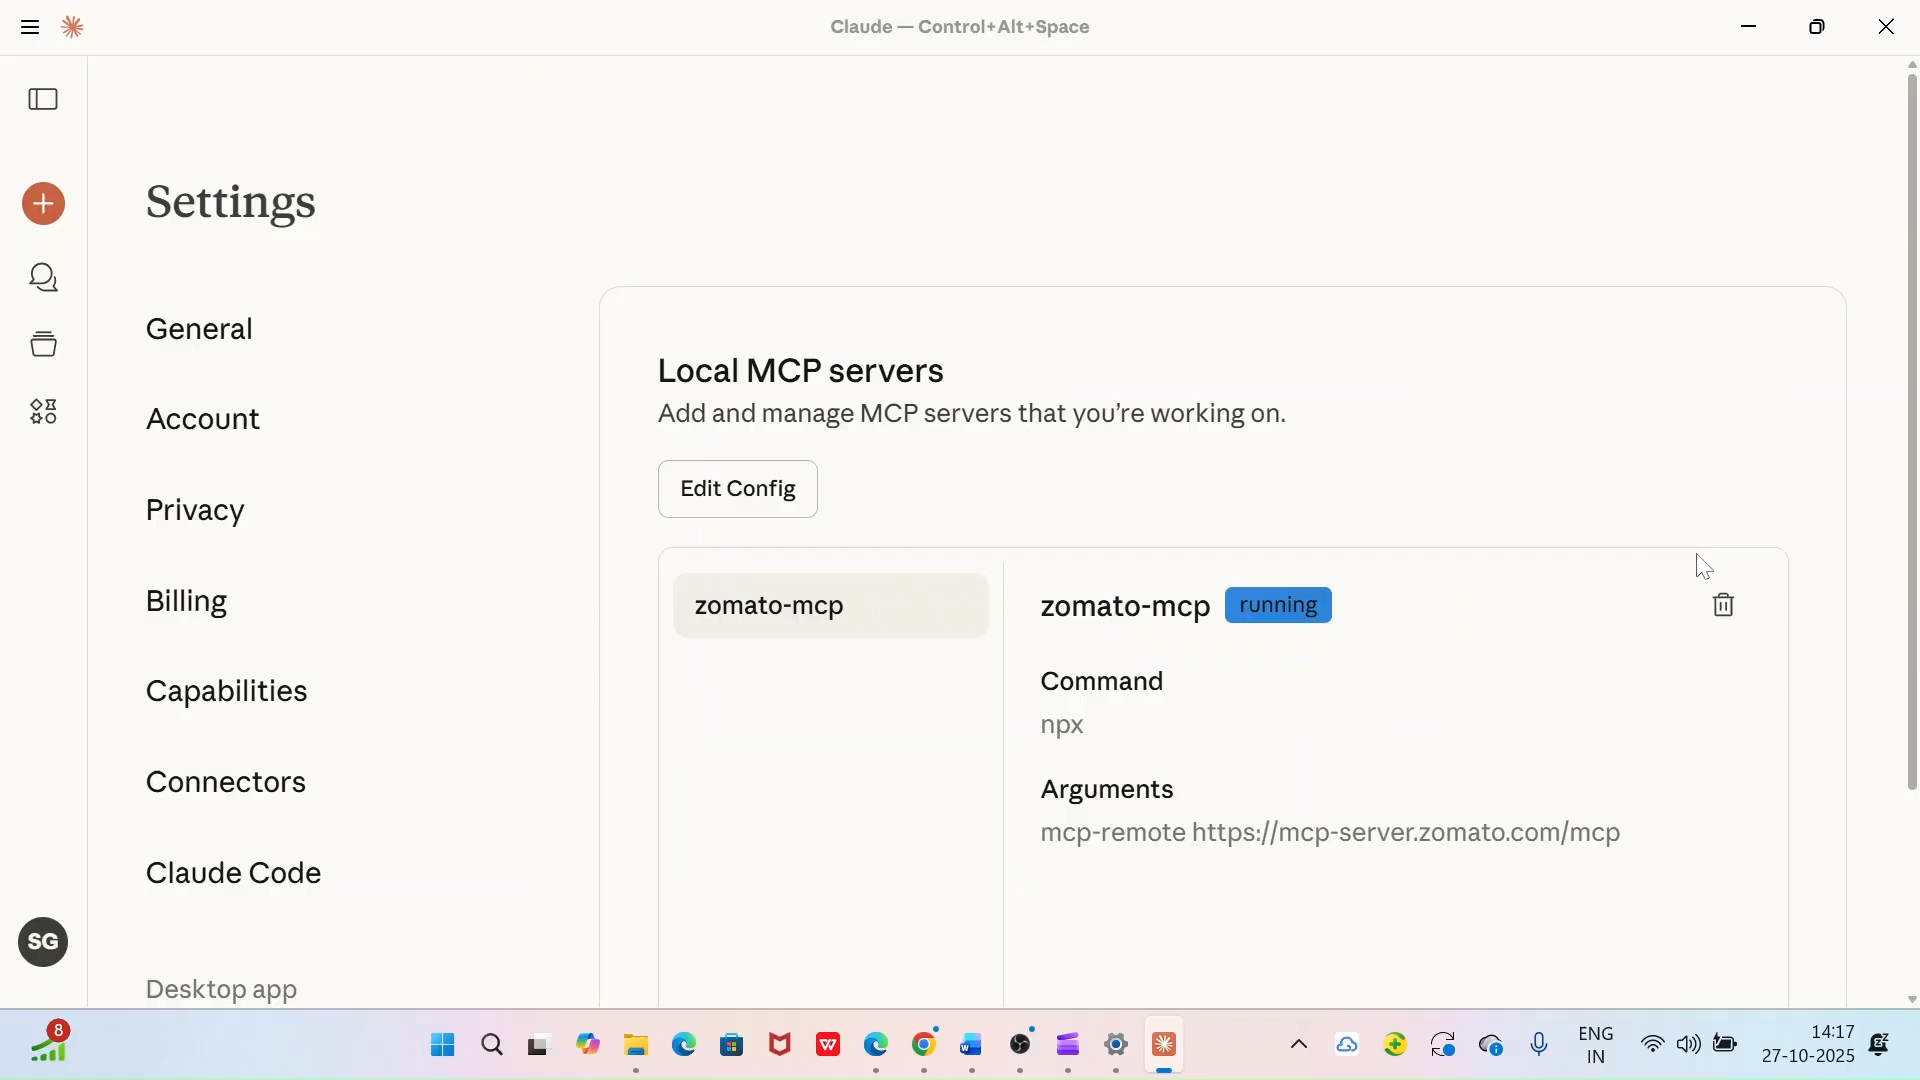 Claude — Control+Alt+Space
Settings
General
Account
Privacy
Billing
Capabilities
Connectors
Claude Code
Desktop app
SG
Local MCP servers
Add and manage MCP servers that you're working on.
Edit Config
zomato-mcp
zomato-mcp running
Command
npx
Arguments
mcp-remote https://mcp-server.zomato.com/mcp
8
ENG
IN
14:17
27-10-2025